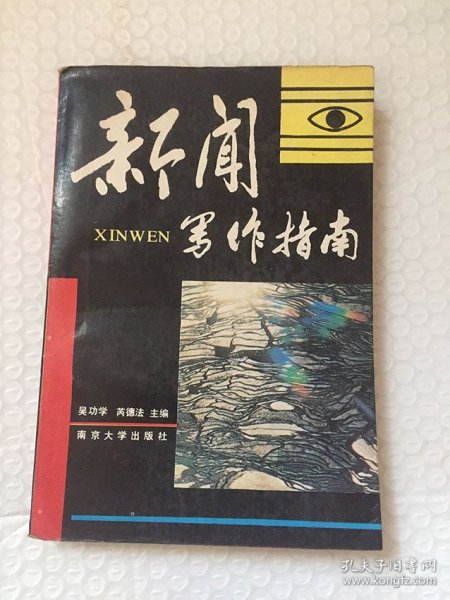 新闻
XINWEN 写作指南
吴功学 芮德法 主编
南京大学出版社
孔夫子旧书网
www.kongfz.com